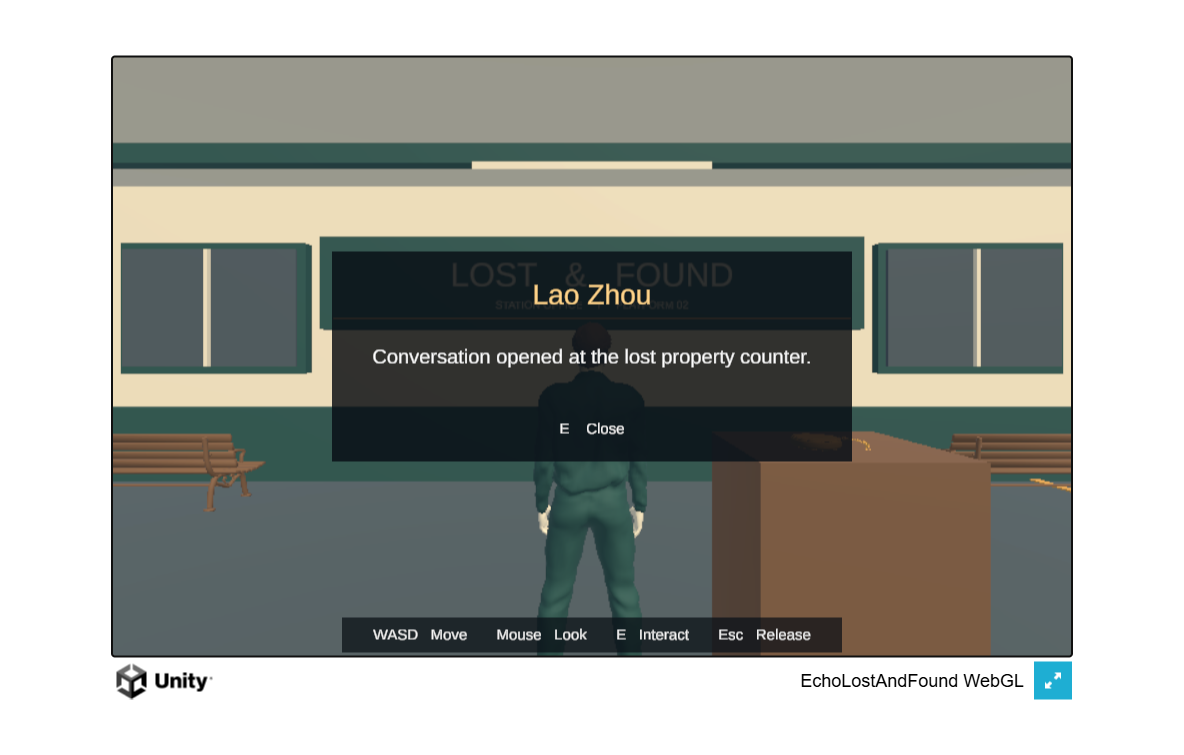 LOST & FOUND
Lao Zhou
Conversation opened at the lost property counter.
E Close
WASD Move Mouse Look E Interact Esc Release
Unity
EchoLostAndFound WebGL